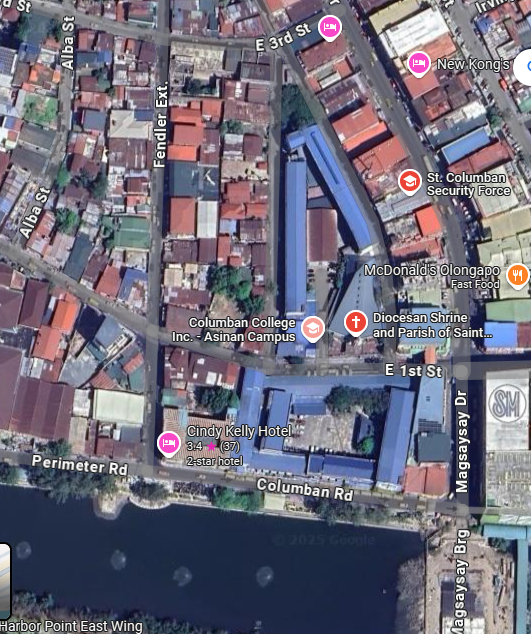 d St
Alba St
E 3rd St
Irving
New Kong's
Fendler Ext.
St. Columban
Security Force
Alba St
McDonald's Olongapo
Fast Food
Columban College
Inc. - Asinan Campus
Diocesan Shrine
and Parish of Saint...
E 1st St
SM
Magsaysay Dr
Cindy Kelly Hotel
3.4 ★ (37)
2-star hotel
Perimeter Rd
Columban Rd
© 2025 Google
Magsaysay Brg
Harbor Point East Wing